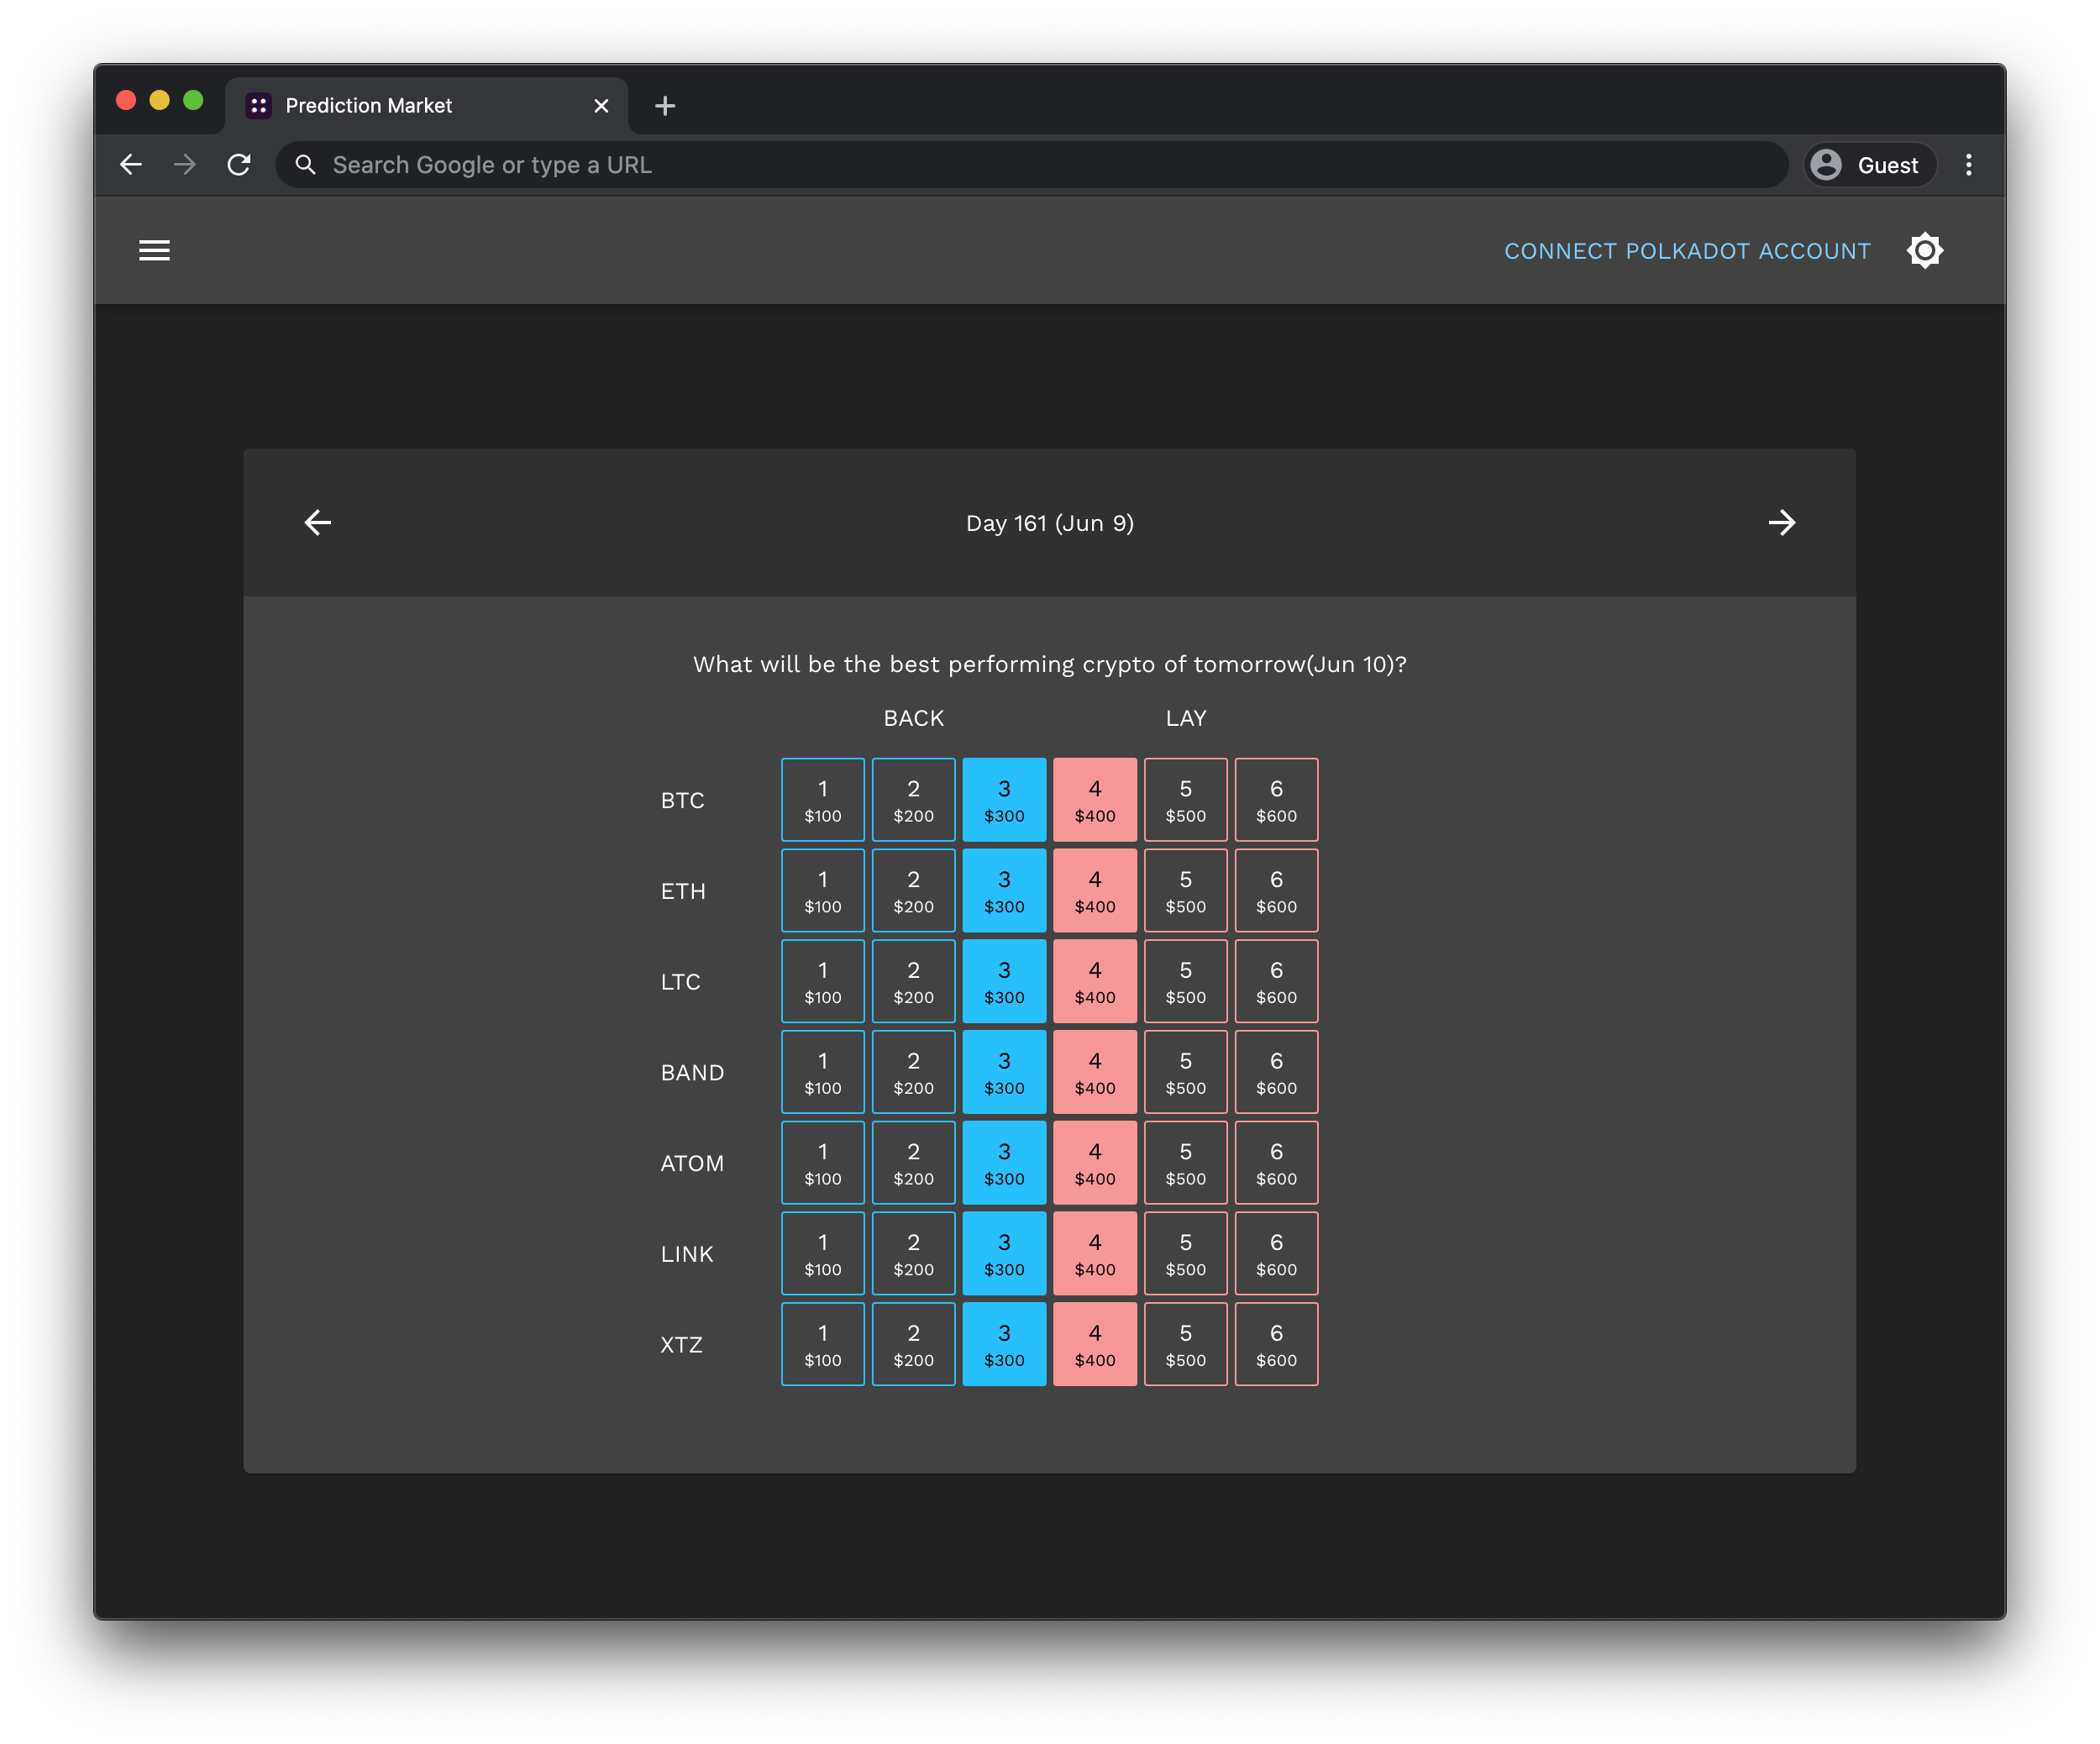 Prediction Market
Search Google or type a URL
Guest
CONNECT POLKADOT ACCOUNT
Day 161 (Jun 9)
What will be the best performing crypto of tomorrow(Jun 10)?
BACK LAY
BTC
1 2 3 4 5 6
$100 $200 $300 $400 $500 $600
ETH
1 2 3 4 5 6
$100 $200 $300 $400 $500 $600
LTC
1 2 3 4 5 6
$100 $200 $300 $400 $500 $600
BAND
1 2 3 4 5 6
$100 $200 $300 $400 $500 $600
ATOM
1 2 3 4 5 6
$100 $200 $300 $400 $500 $600
LINK
1 2 3 4 5 6
$100 $200 $300 $400 $500 $600
XTZ
1 2 3 4 5 6
$100 $200 $300 $400 $500 $600